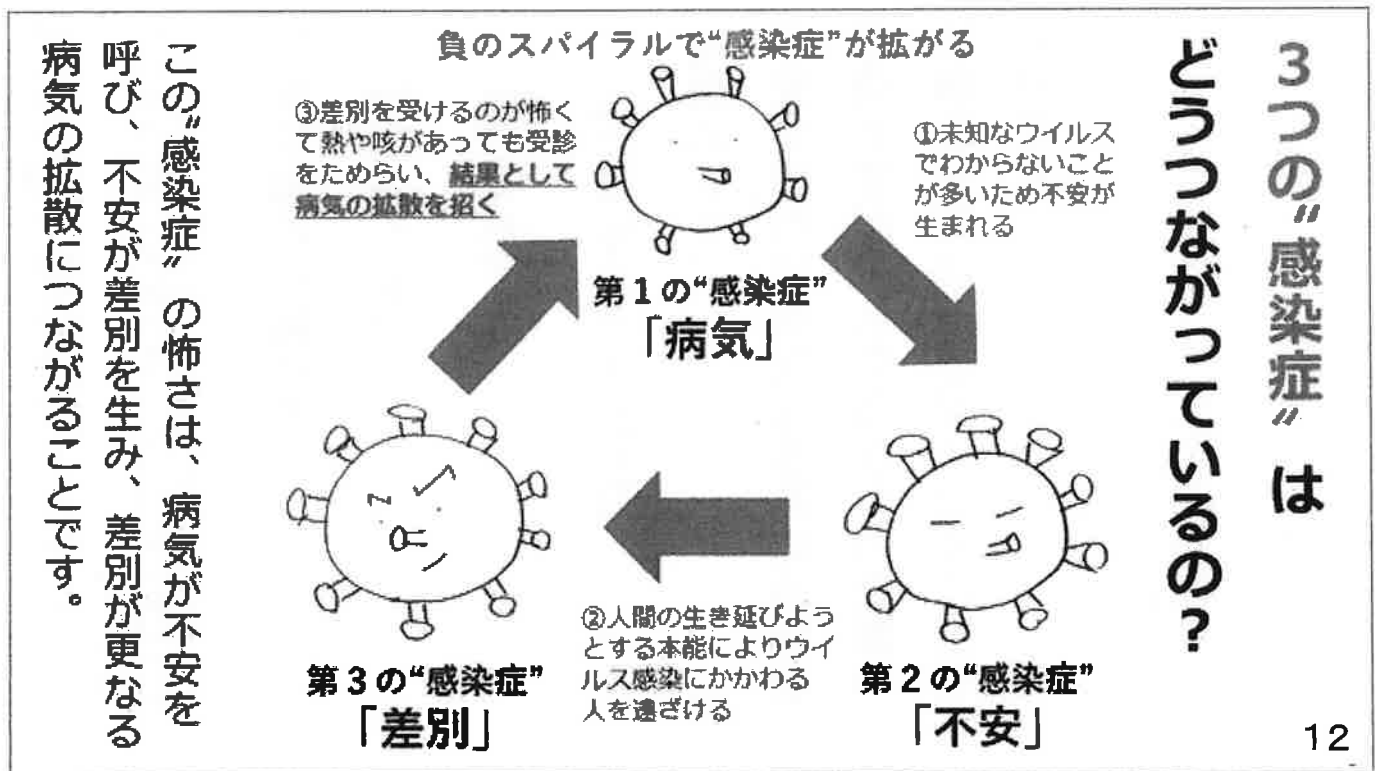 3つの〝感染症〟は
どうつながっているの?
負のスパイラルで“感染症”が拡がる
①未知なウイルス
でわからないこと
が多いため不安が
生まれる
③差別を受けるのが怖く
て熱や咳があっても受診
をためらい、結果として
病気の拡散を招く
第1の“感染症”
「病気」
②人間の生き延びよう
とする本能によりウイ
ルス感染にかかわる
人を遠ざける
第2の“感染症”
「不安」
第3の“感染症”
「差別」
この〝感染症〟の怖さは、病気が不安を
呼び、不安が差別を生み、差別が更なる
病気の拡散につながることです。
12